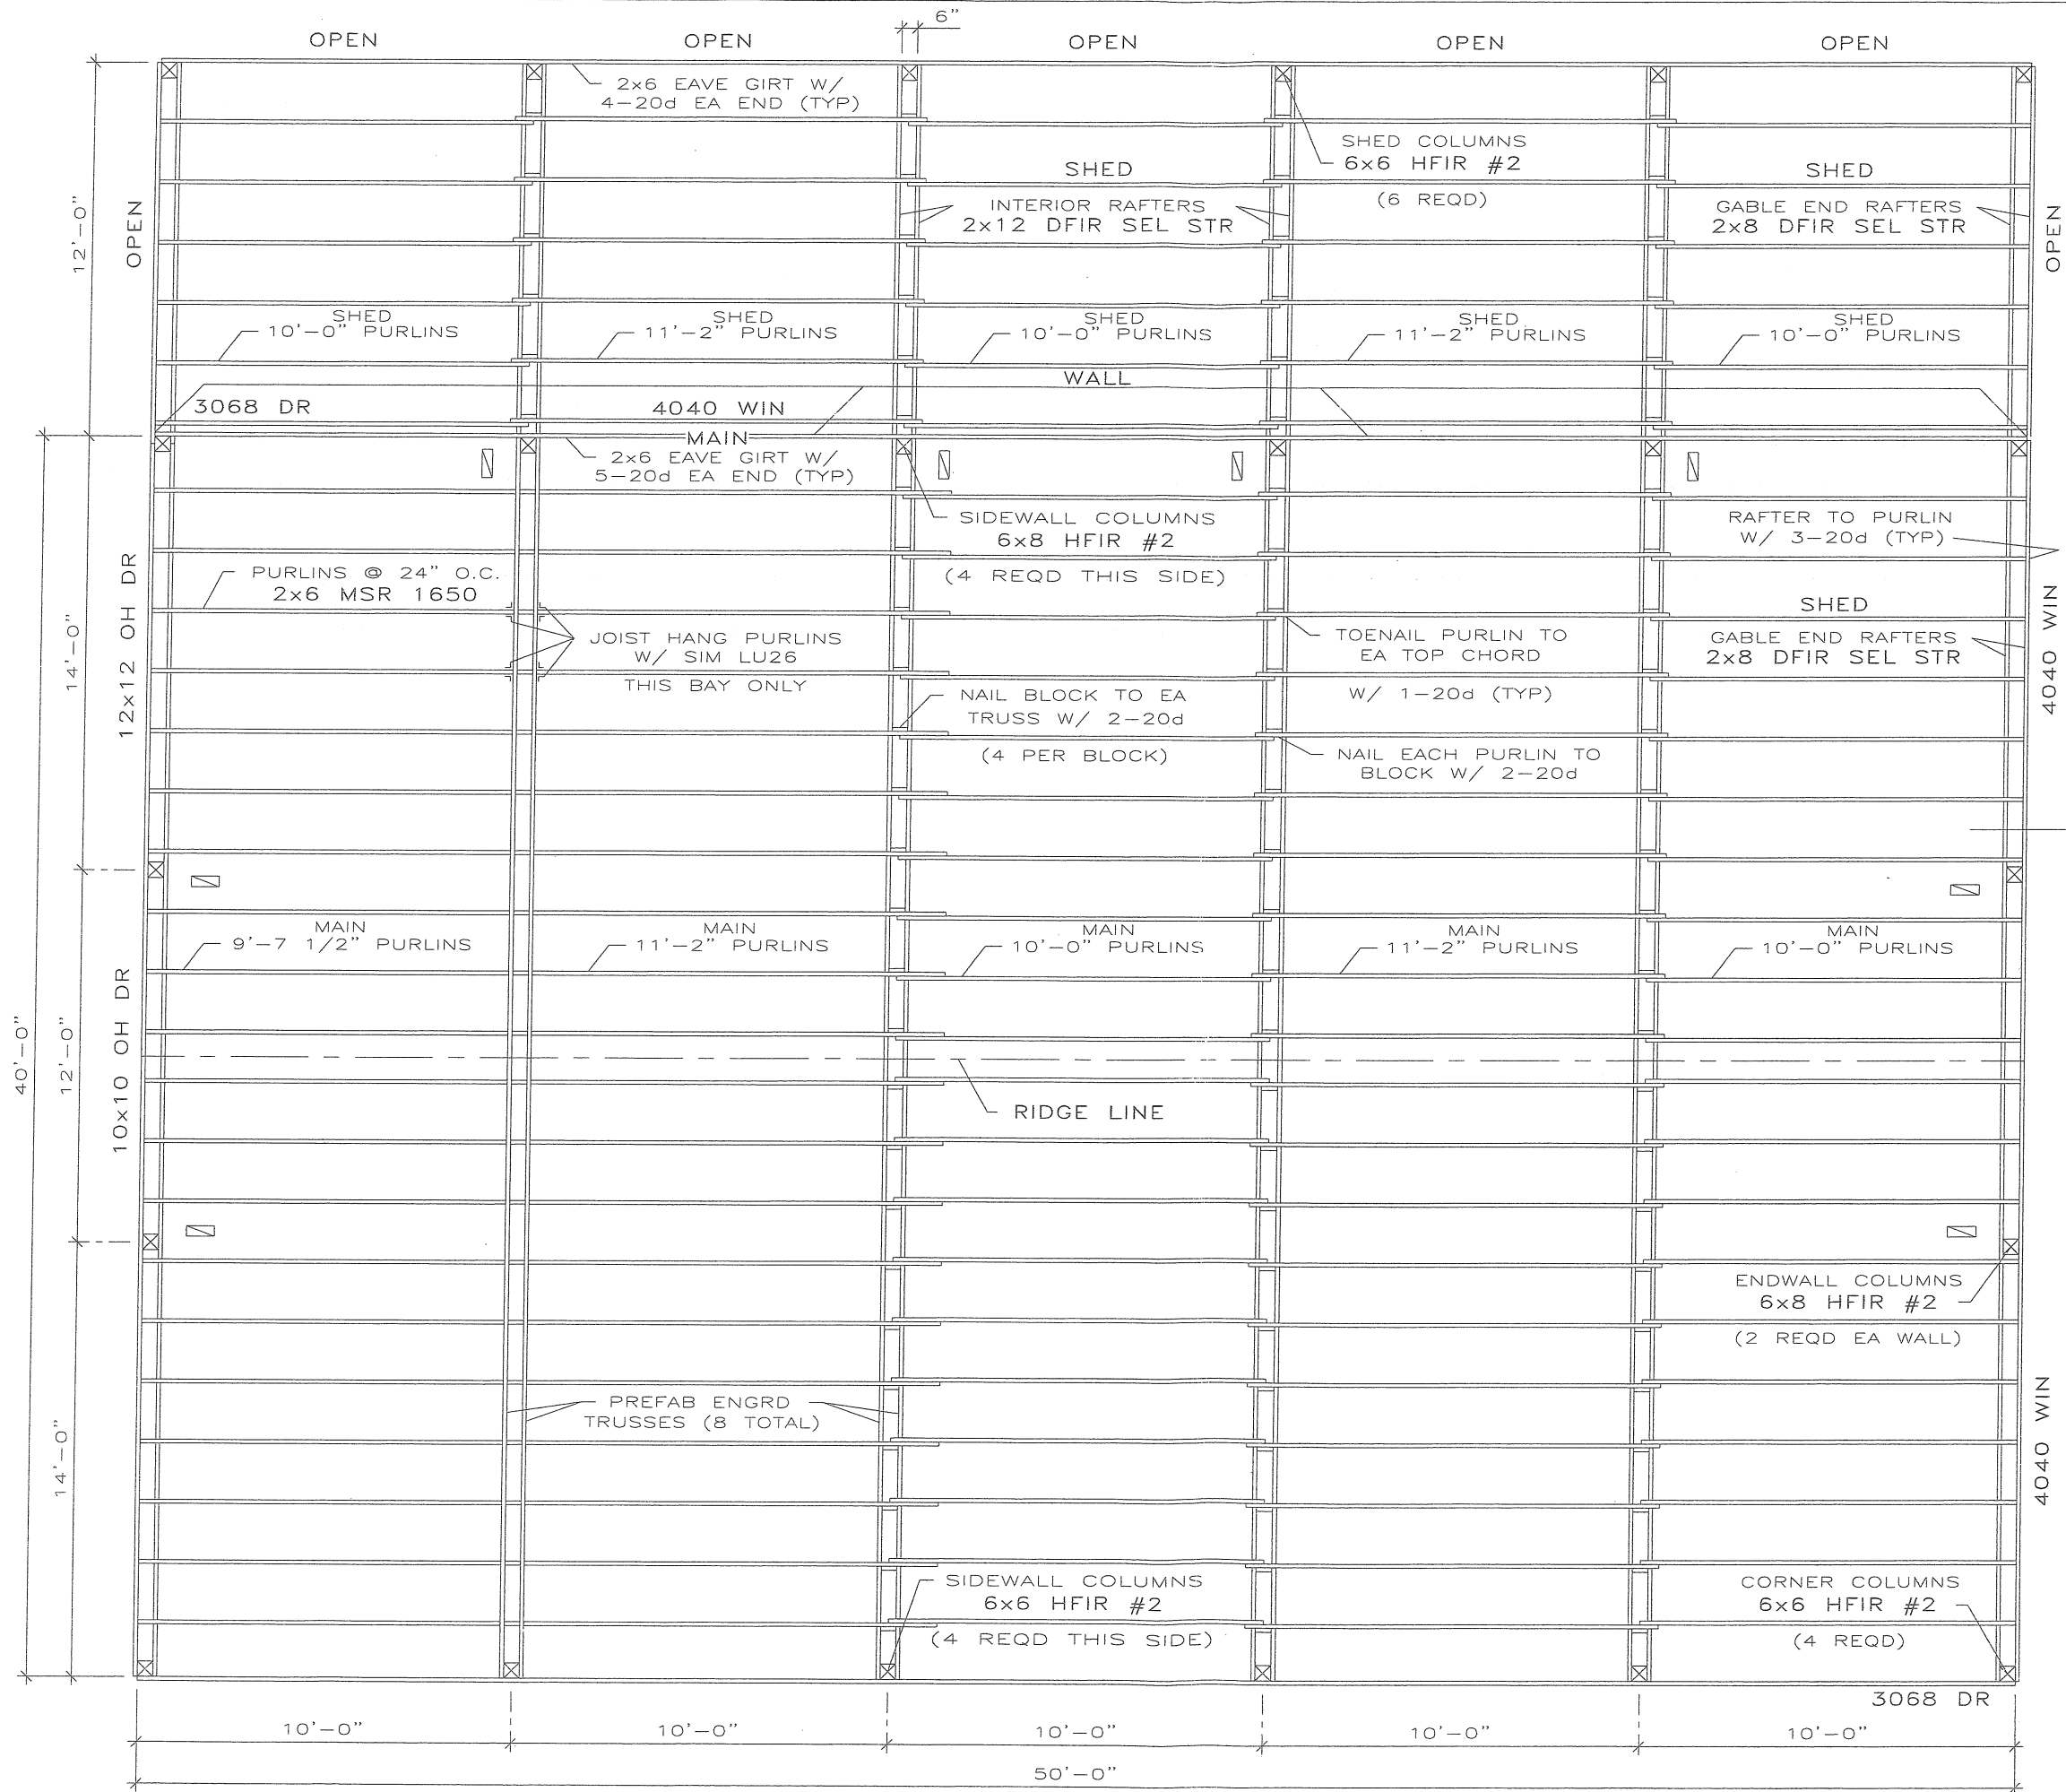 6"
OPEN
OPEN
OPEN
OPEN
OPEN
2x6 EAVE GIRT W/
4-20d EA END (TYP)
SHED COLUMNS
6x6 HFIR #2
(6 REQD)
SHED
INTERIOR RAFTERS
2x12 DFIR SEL STR
SHED
GABLE END RAFTERS
2x8 DFIR SEL STR
12'-0"
OPEN
OPEN
SHED
10'-0" PURLINS
SHED
11'-2" PURLINS
SHED
10'-0" PURLINS
SHED
11'-2" PURLINS
SHED
10'-0" PURLINS
WALL
3068 DR
4040 WIN
MAIN
2x6 EAVE GIRT W/
5-20d EA END (TYP)
SIDEWALL COLUMNS
6x8 HFIR #2
(4 REQD THIS SIDE)
RAFTER TO PURLIN
W/ 3-20d (TYP)
PURLINS @ 24" O.C.
2x6 MSR 1650
JOIST HANG PURLINS
W/ SIM LU26
THIS BAY ONLY
TOENAIL PURLIN TO
EA TOP CHORD
W/ 1-20d (TYP)
SHED
GABLE END RAFTERS
2x8 DFIR SEL STR
14'-0"
12x12 OH DR
4040 WIN
NAIL BLOCK TO EA
TRUSS W/ 2-20d
(4 PER BLOCK)
NAIL EACH PURLIN TO
BLOCK W/ 2-20d
MAIN
9'-7 1/2" PURLINS
MAIN
11'-2" PURLINS
MAIN
10'-0" PURLINS
MAIN
11'-2" PURLINS
MAIN
10'-0" PURLINS
40'-0"
12'-0"
10x10 OH DR
RIDGE LINE
ENDWALL COLUMNS
6x8 HFIR #2
(2 REQD EA WALL)
PREFAB ENGRD
TRUSSES (8 TOTAL)
14'-0"
4040 WIN
SIDEWALL COLUMNS
6x6 HFIR #2
(4 REQD THIS SIDE)
CORNER COLUMNS
6x6 HFIR #2
(4 REQD)
3068 DR
10'-0"
10'-0"
10'-0"
10'-0"
10'-0"
50'-0"